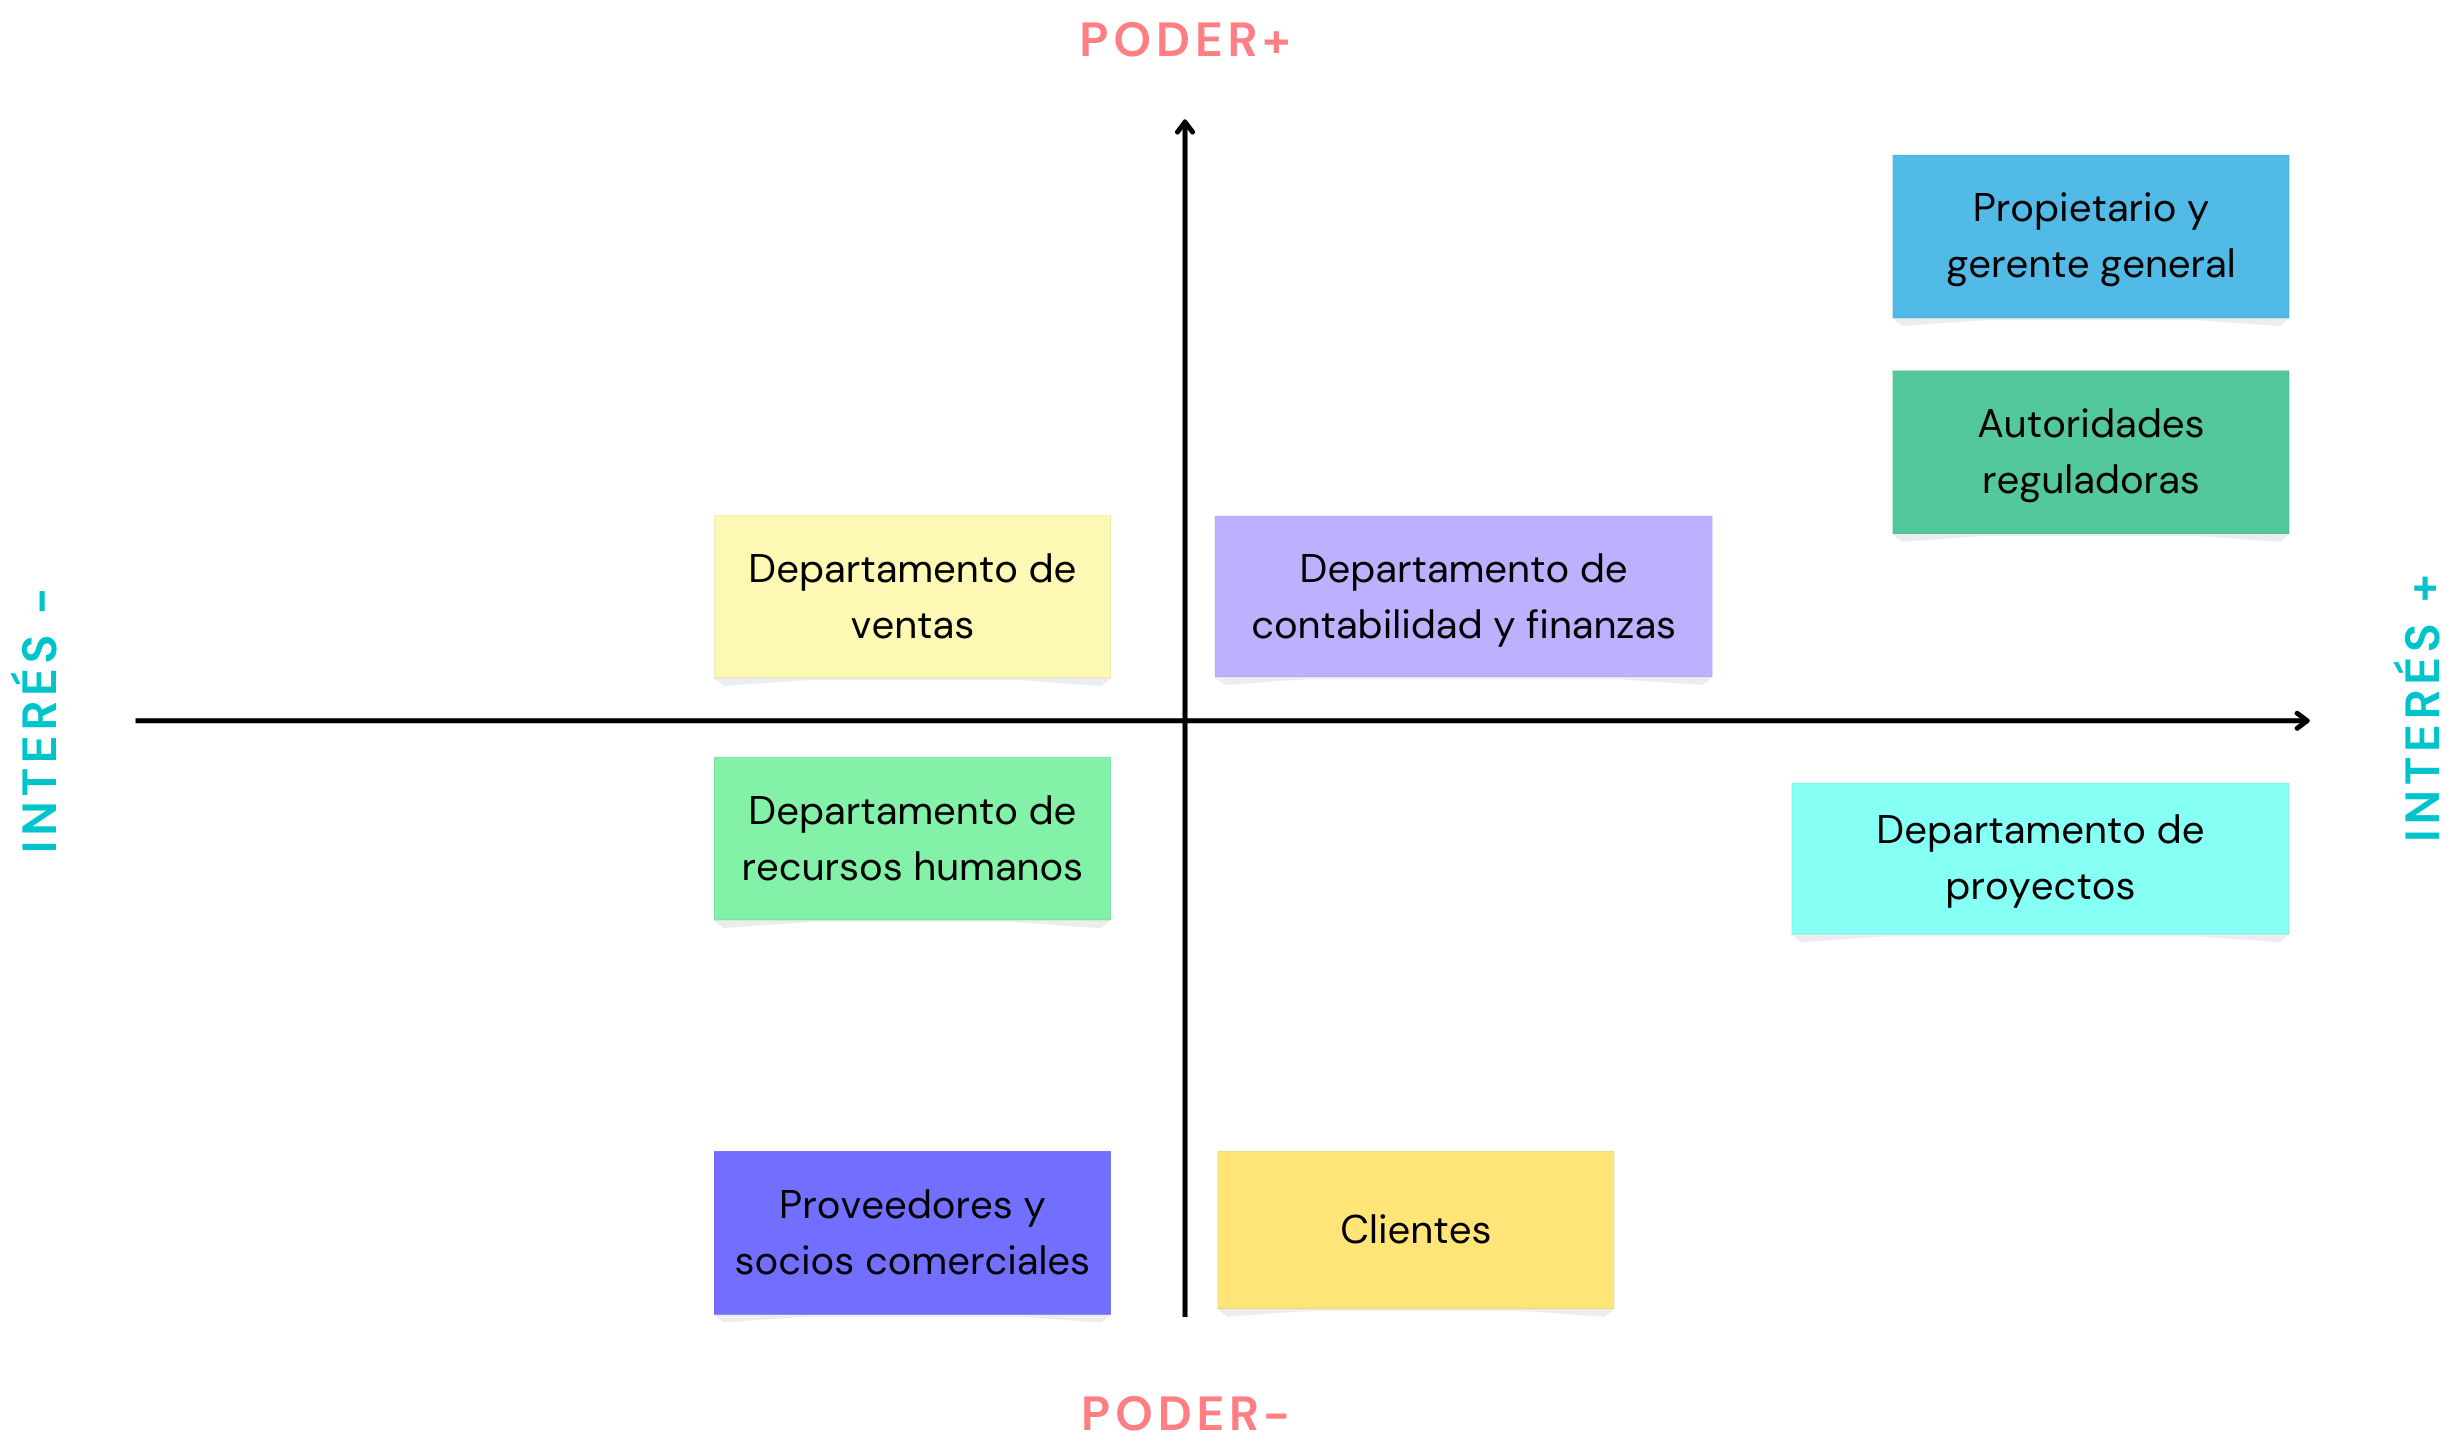 PODER+
Propietario y
gerente general
Autoridades
reguladoras
Departamento de
ventas
Departamento de
contabilidad y finanzas
INTERÉS -
INTERÉS +
Departamento de
recursos humanos
Departamento de
proyectos
Proveedores y
socios comerciales
Clientes
PODER-